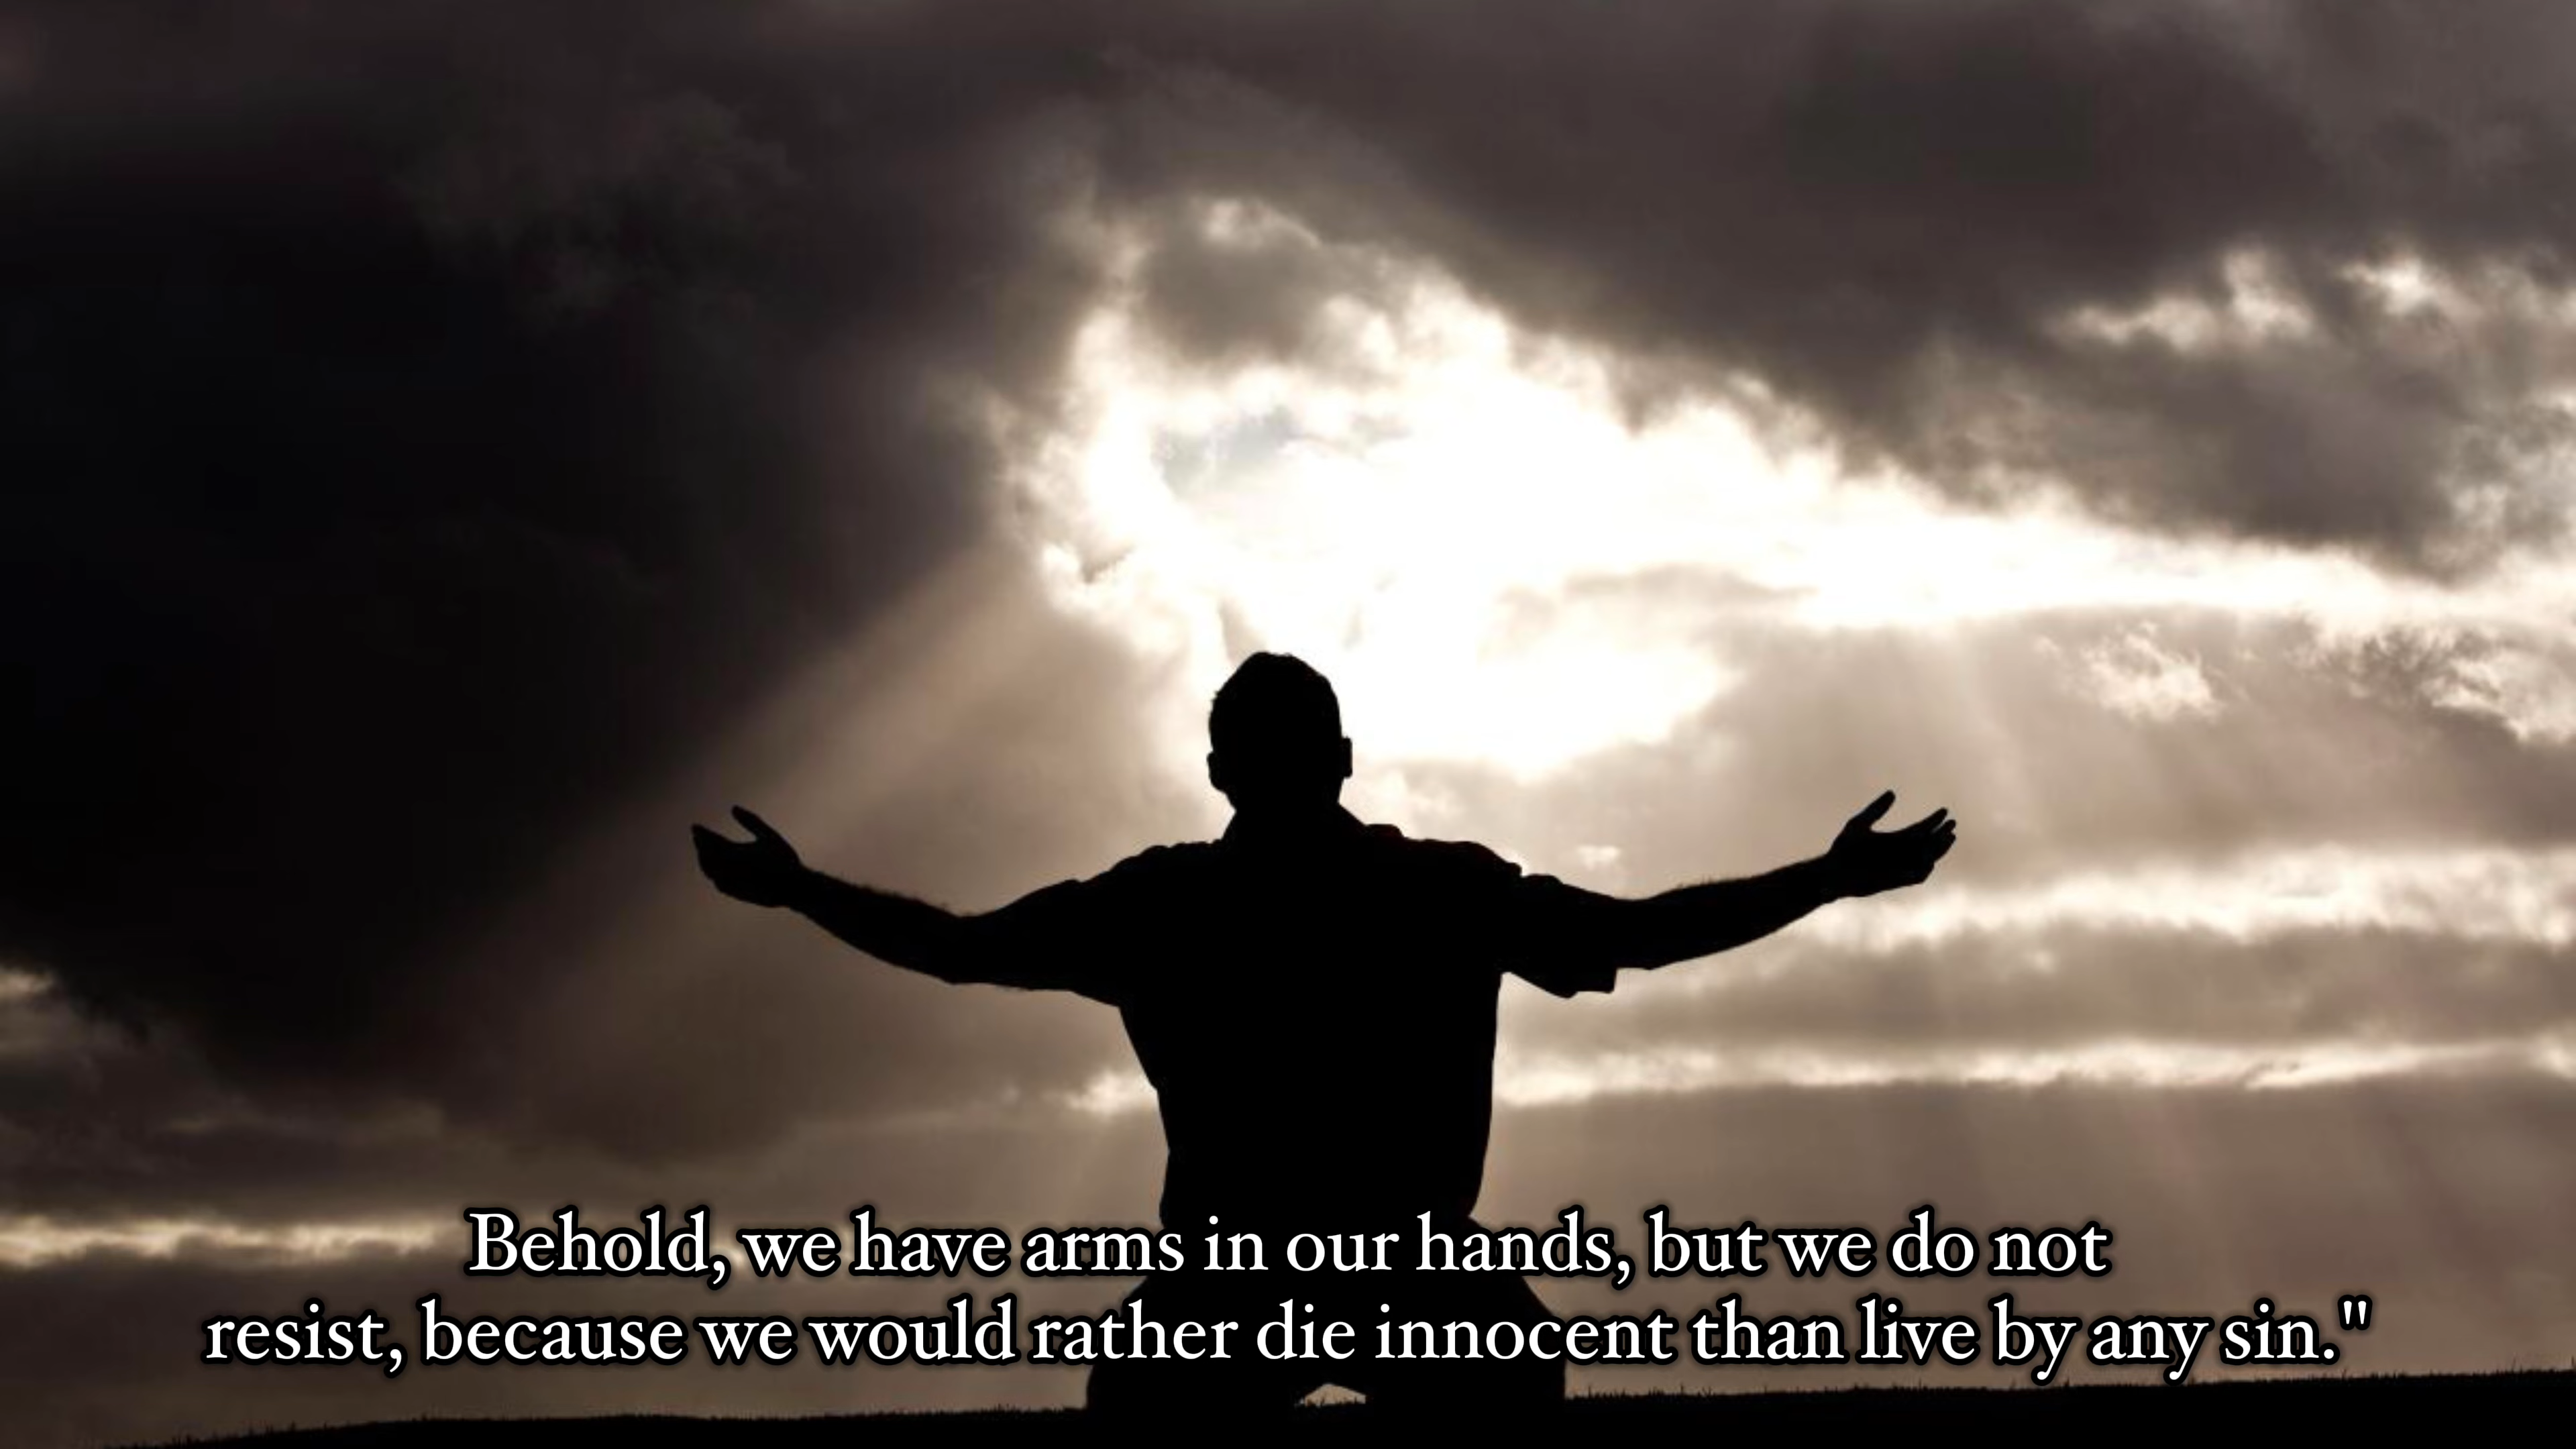 Behold, we have arms in our hands, but we do not
resist, because we would rather die innocent than live by any sin."